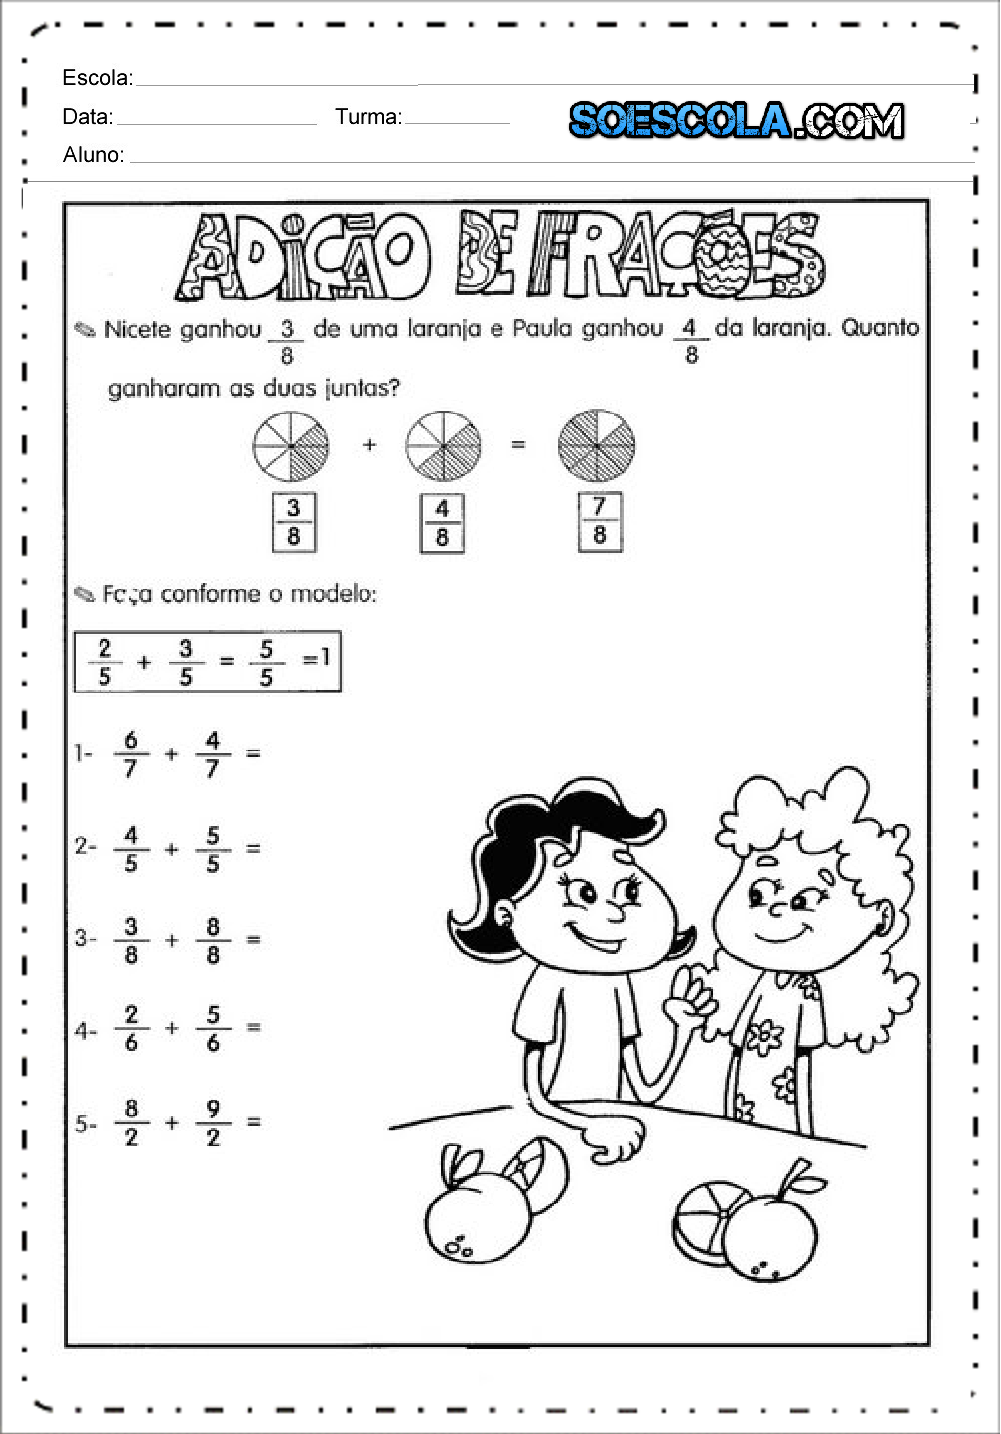 Escola:
Data: Turma:
SOESCOLA.COM
Aluno:
ADIÇÃO DE FRAÇÕES
Nicete ganhou 3/8 de uma laranja e Paula ganhou 4/8 da laranja. Quanto
ganharam as duas juntas?
+ =
3/8 4/8 7/8
Faça conforme o modelo:
2/5 + 3/5 = 5/5 =1
1- 6/7 + 4/7 =
2- 4/5 + 5/5 =
3- 3/8 + 8/8 =
4- 2/6 + 5/6 =
5- 8/2 + 9/2 =